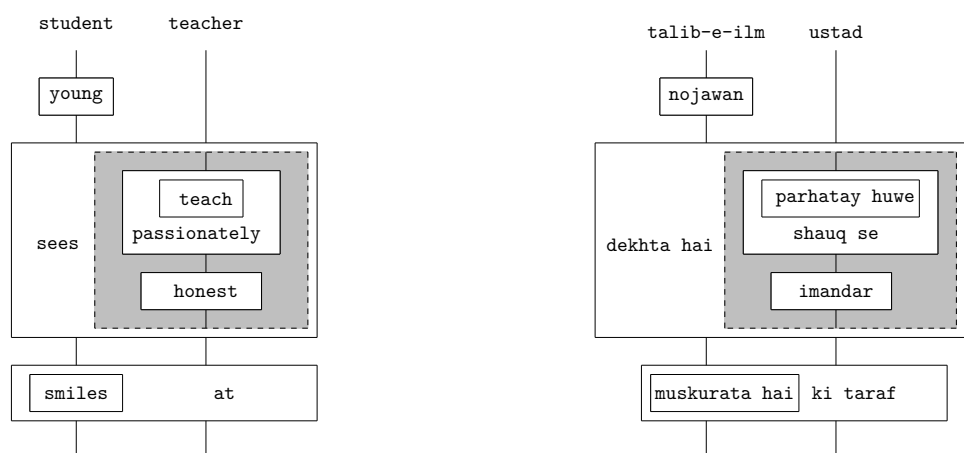 student teacher
young
teach
passionately
sees
honest
smiles at
talib-e-ilm ustad
nojawan
parhatay huwe
shauq se
dekhta hai
imandar
muskurata hai ki taraf